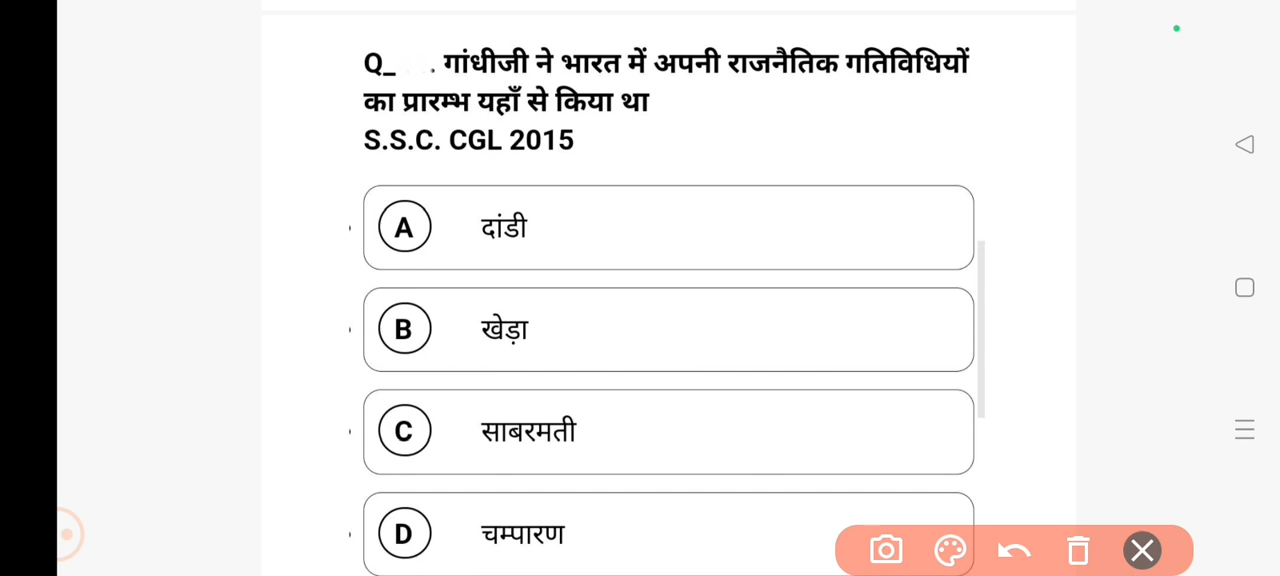 Q_ . गांधीजी ने भारत में अपनी राजनैतिक गतिविधियों
का प्रारम्भ यहाँ से किया था
S.S.C. CGL 2015
A दांडी
B खेड़ा
C साबरमती
D चम्पारण